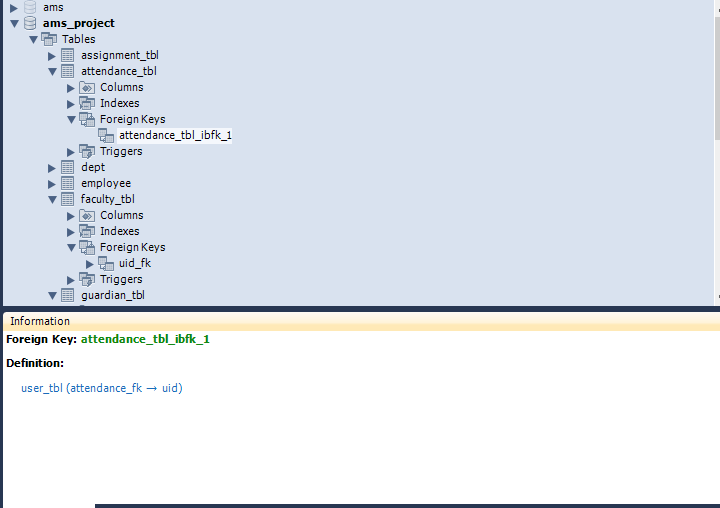 ams
ams_project
Tables
assignment_tbl
attendance_tbl
Columns
Indexes
Foreign Keys
attendance_tbl_ibfk_1
Triggers
dept
employee
faculty_tbl
Columns
Indexes
Foreign Keys
uid_fk
Triggers
guardian_tbl
Information
Foreign Key: attendance_tbl_ibfk_1
Definition:
user_tbl (attendance_fk → uid)